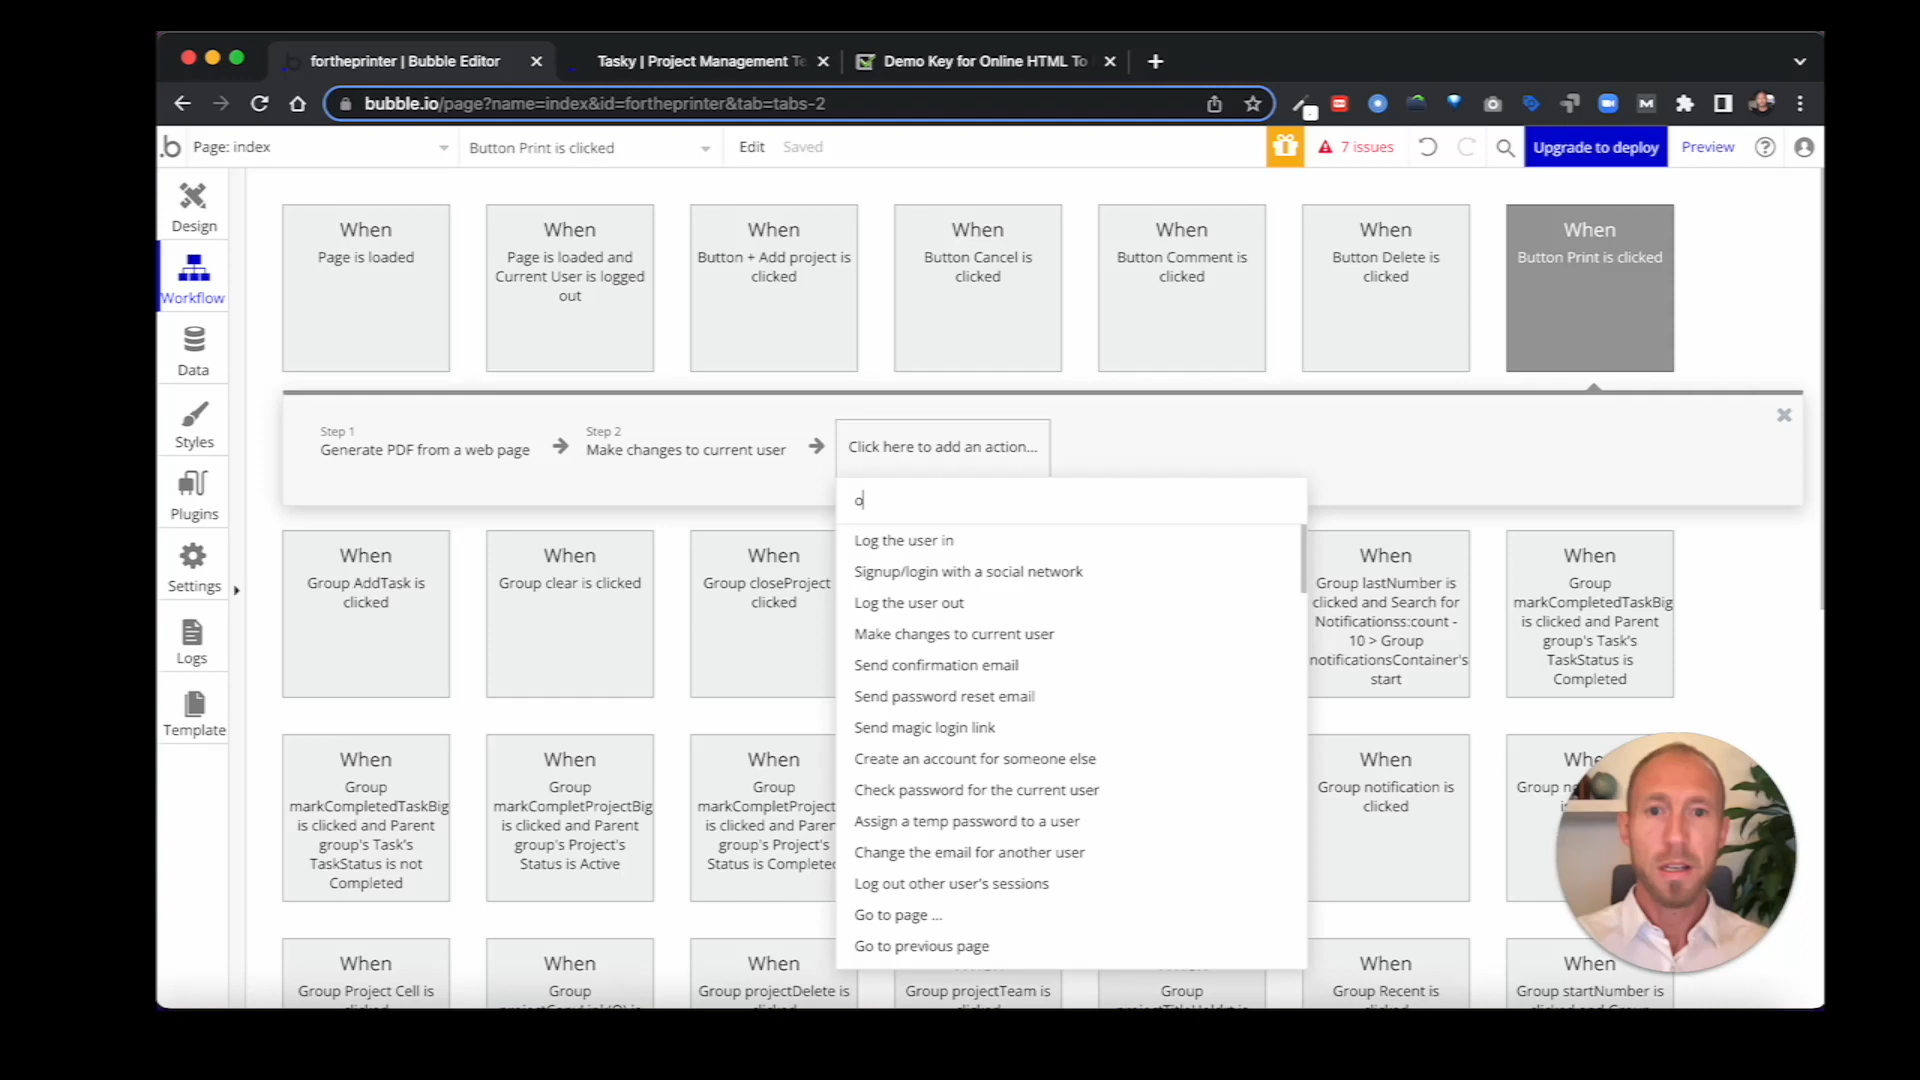 fortheprinter | Bubble Editor
Tasky | Project Management Te
Demo Key for Online HTML To
bubble.io/page?name=index&id=fortheprinter&tab=tabs-2
.b Page: index
Button Print is clicked
Edit
Saved
7 issues
Upgrade to deploy
Preview
Design
Workflow
Data
Styles
Plugins
Settings
Logs
Template
When
Page is loaded
When
Page is loaded and
Current User is logged
out
When
Button + Add project is
clicked
When
Button Cancel is
clicked
When
Button Comment is
clicked
When
Button Delete is
clicked
When
Button Print is clicked
Step 1
Generate PDF from a web page
Step 2
Make changes to current user
Click here to add an action...
o
Log the user in
Signup/login with a social network
Log the user out
Make changes to current user
Send confirmation email
Send password reset email
Send magic login link
Create an account for someone else
Check password for the current user
Assign a temp password to a user
Change the email for another user
Log out other user's sessions
Go to page ...
Go to previous page
When
Group AddTask is
clicked
When
Group clear is clicked
When
Group closeProject
clicked
When
Group lastNumber is
clicked and Search for
Notificationss:count -
10 > Group
notificationsContainer's
start
When
Group
markCompletedTaskBig
is clicked and Parent
group's Task's
TaskStatus is
Completed
When
Group
markCompletedTaskBig
is clicked and Parent
group's Task's
TaskStatus is not
Completed
When
Group
markCompletProjectBig
is clicked and Parent
group's Project's
Status is Active
When
Group
markCompletProject
is clicked and Paren
group's Project's
Status is Completed
When
Group notification is
clicked
When
Group no
When
Group Project Cell is
When
Group
When
Group projectDelete is
Group projectTeam is
Group
When
Group Recent is
When
Group startNumber is